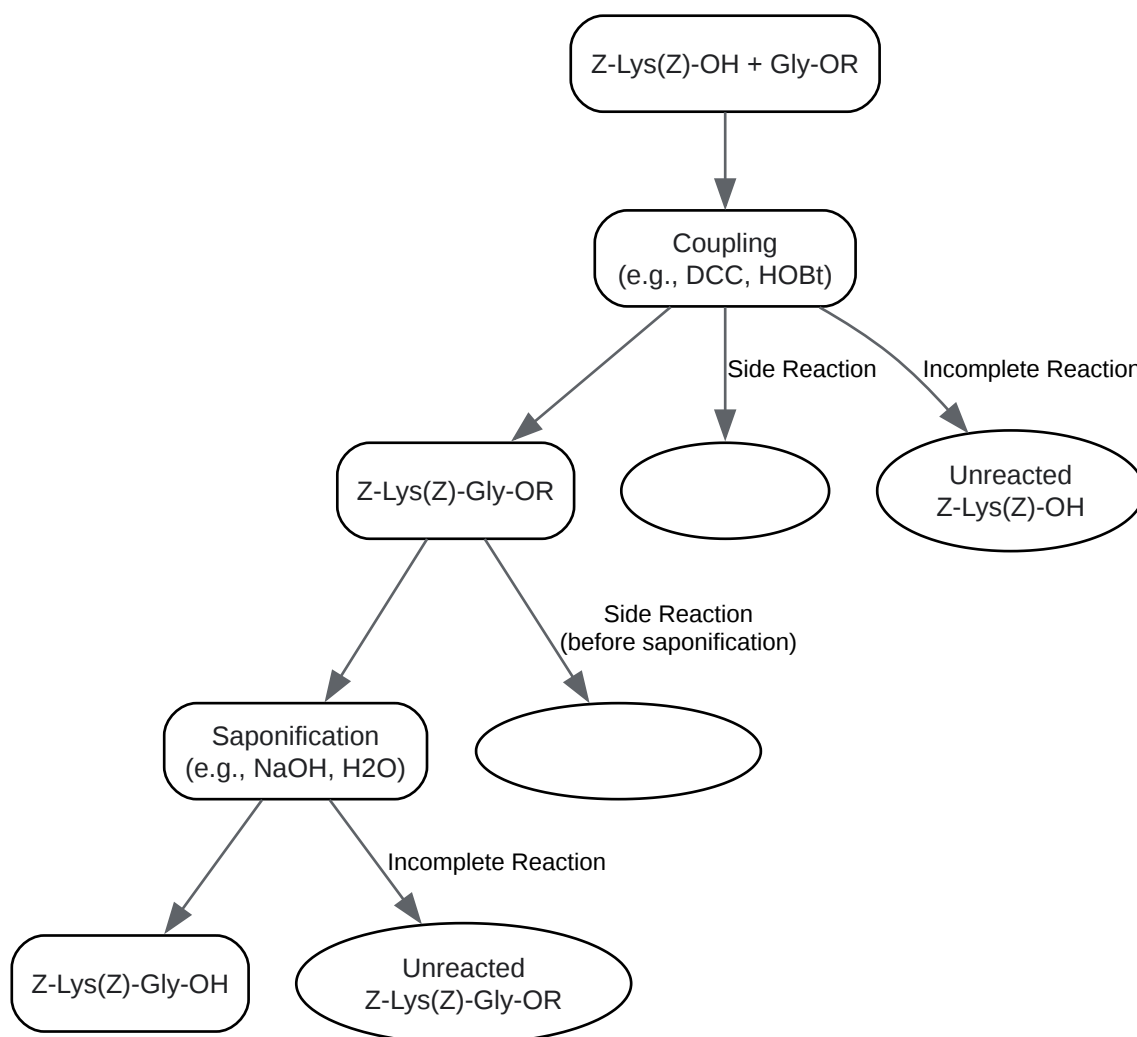 Z-Lys(Z)-OH + Gly-OR
Coupling
(e.g., DCC, HOBt)
Side Reaction
Incomplete Reaction
Z-Lys(Z)-Gly-OR
Unreacted
Z-Lys(Z)-OH
Side Reaction
(before saponification)
Saponification
(e.g., NaOH, H2O)
Incomplete Reaction
Z-Lys(Z)-Gly-OH
Unreacted
Z-Lys(Z)-Gly-OR